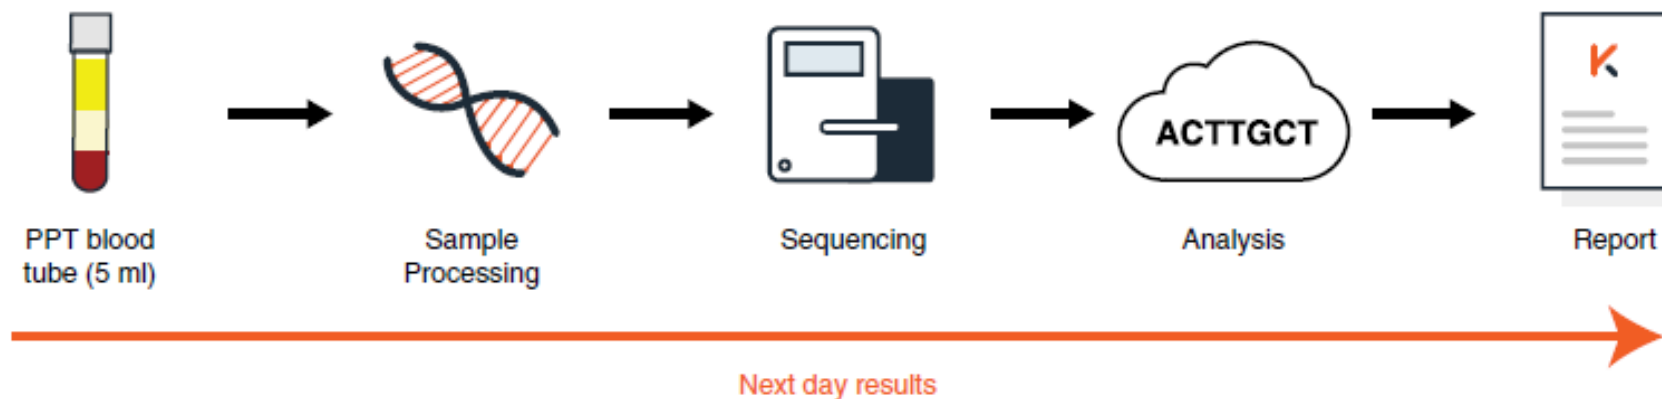 ACTTGCT
PPT blood
tube (5 ml)
Sample
Processing
Sequencing
Analysis
Report
Next day results